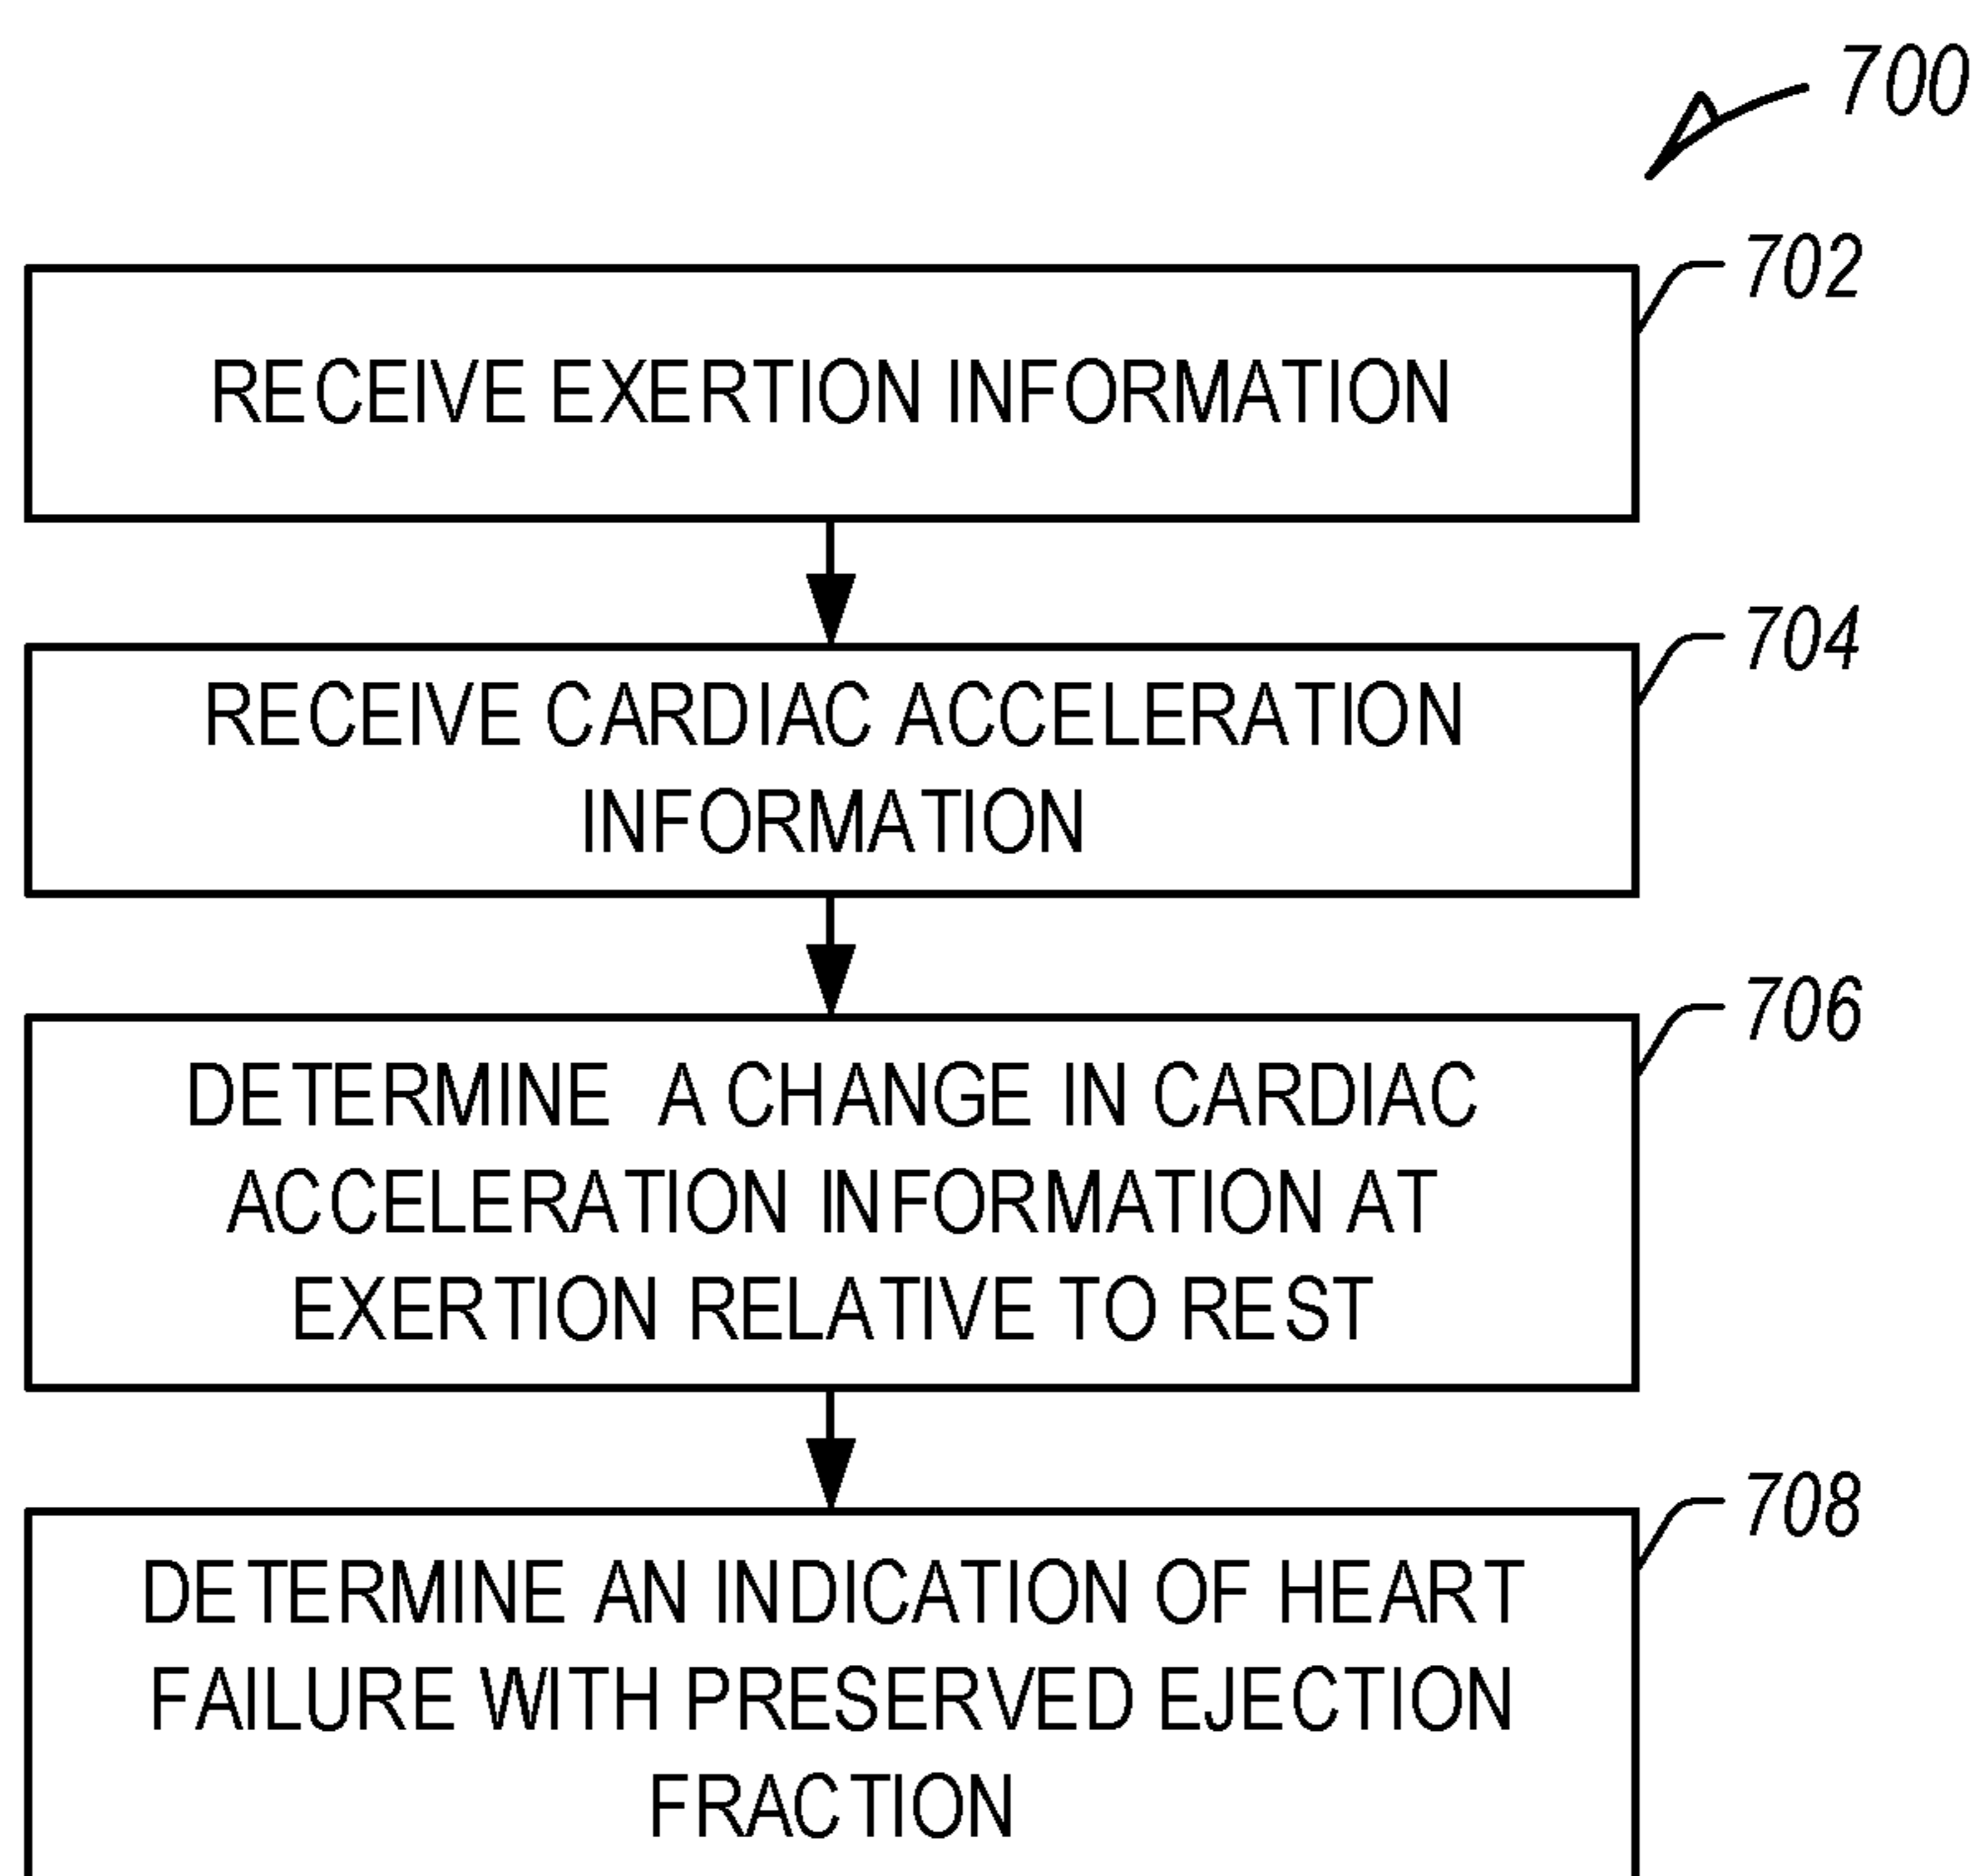 700
702
RECEIVE EXERTION INFORMATION
704
RECEIVE CARDIAC ACCELERATION
INFORMATION
706
DETERMINE A CHANGE IN CARDIAC
ACCELERATION INFORMATION AT
EXERTION RELATIVE TO REST
708
DETERMINE AN INDICATION OF HEART
FAILURE WITH PRESERVED EJECTION
FRACTION